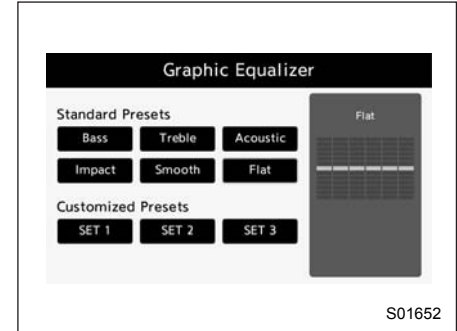 Graphic Equalizer
Standard Presets
Bass Treble Acoustic
Impact Smooth Flat
Customized Presets
SET 1 SET 2 SET 3
Flat
S01652